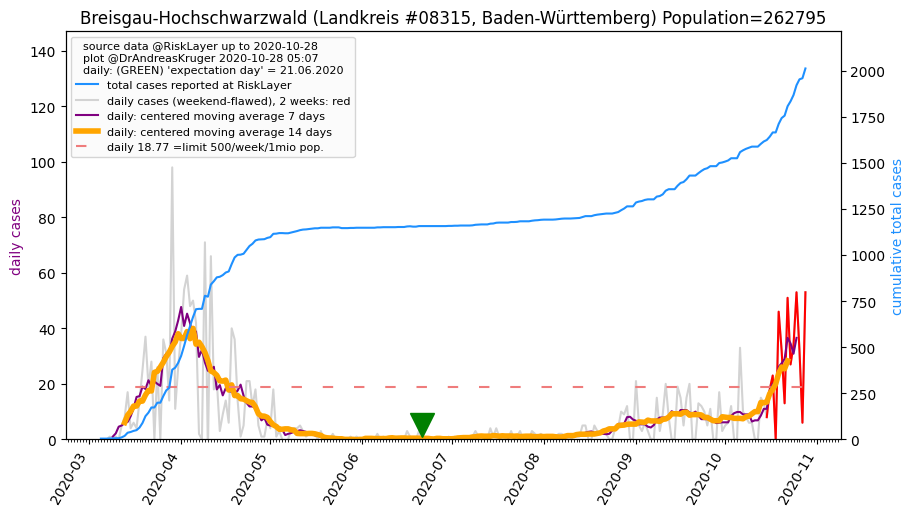 Breisgau-Hochschwarzwald (Landkreis #08315, Baden-Württemberg) Population=262795
source data @RiskLayer up to 2020-10-28
plot @DrAndreasKruger 2020-10-28 05:07
daily: (GREEN) 'expectation day' = 21.06.2020
total cases reported at RiskLayer
daily cases (weekend-flawed), 2 weeks: red
daily: centered moving average 7 days
daily: centered moving average 14 days
daily 18.77 =limit 500/week/1mio pop.
daily cases
140
120
100
80
60
40
20
0
cumulative total cases
2000
1750
1500
1250
1000
750
500
250
0
2020-03
2020-04
2020-05
2020-06
2020-07
2020-08
2020-09
2020-10
2020-11